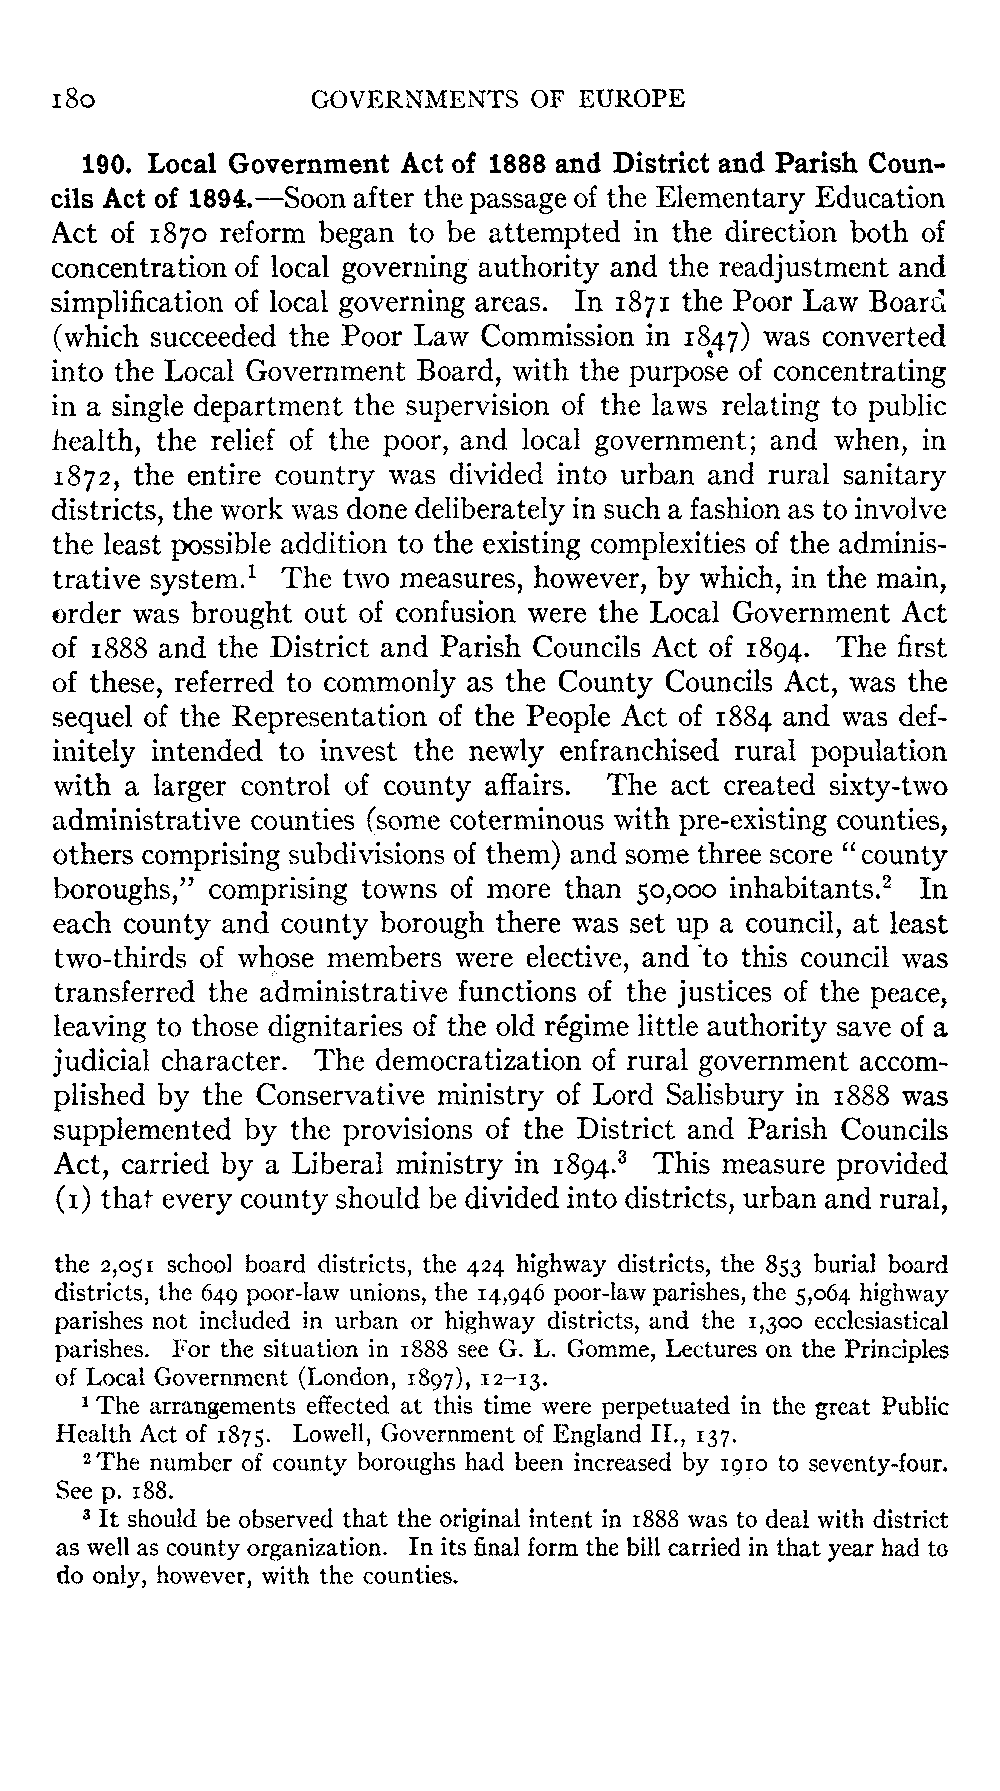 180 GOVERNMENTS OF EUROPE
190. Local Government Act of 1888 and District and Parish Coun-
cils Act of 1894.—Soon after the passage of the Elementary Education
Act of 1870 reform began to be attempted in the direction both of
concentration of local governing authority and the readjustment and
simplification of local governing areas. In 1871 the Poor Law Board
(which succeeded the Poor Law Commission in 1847) was converted
into the Local Government Board, with the purpose of concentrating
in a single department the supervision of the laws relating to public
health, the relief of the poor, and local government; and when, in
1872, the entire country was divided into urban and rural sanitary
districts, the work was done deliberately in such a fashion as to involve
the least possible addition to the existing complexities of the adminis-
trative system.¹ The two measures, however, by which, in the main,
order was brought out of confusion were the Local Government Act
of 1888 and the District and Parish Councils Act of 1894. The first
of these, referred to commonly as the County Councils Act, was the
sequel of the Representation of the People Act of 1884 and was def-
initely intended to invest the newly enfranchised rural population
with a larger control of county affairs. The act created sixty-two
administrative counties (some coterminous with pre-existing counties,
others comprising subdivisions of them) and some three score “county
boroughs,” comprising towns of more than 50,000 inhabitants.² In
each county and county borough there was set up a council, at least
two-thirds of whose members were elective, and to this council was
transferred the administrative functions of the justices of the peace,
leaving to those dignitaries of the old régime little authority save of a
judicial character. The democratization of rural government accom-
plished by the Conservative ministry of Lord Salisbury in 1888 was
supplemented by the provisions of the District and Parish Councils
Act, carried by a Liberal ministry in 1894.³ This measure provided
(1) that every county should be divided into districts, urban and rural,
the 2,051 school board districts, the 424 highway districts, the 853 burial board
districts, the 649 poor-law unions, the 14,946 poor-law parishes, the 5,064 highway
parishes not included in urban or highway districts, and the 1,300 ecclesiastical
parishes. For the situation in 1888 see G. L. Gomme, Lectures on the Principles
of Local Government (London, 1897), 12–13.
¹ The arrangements effected at this time were perpetuated in the great Public
Health Act of 1875. Lowell, Government of England II., 137.
² The number of county boroughs had been increased by 1910 to seventy-four.
See p. 188.
³ It should be observed that the original intent in 1888 was to deal with district
as well as county organization. In its final form the bill carried in that year had to
do only, however, with the counties.